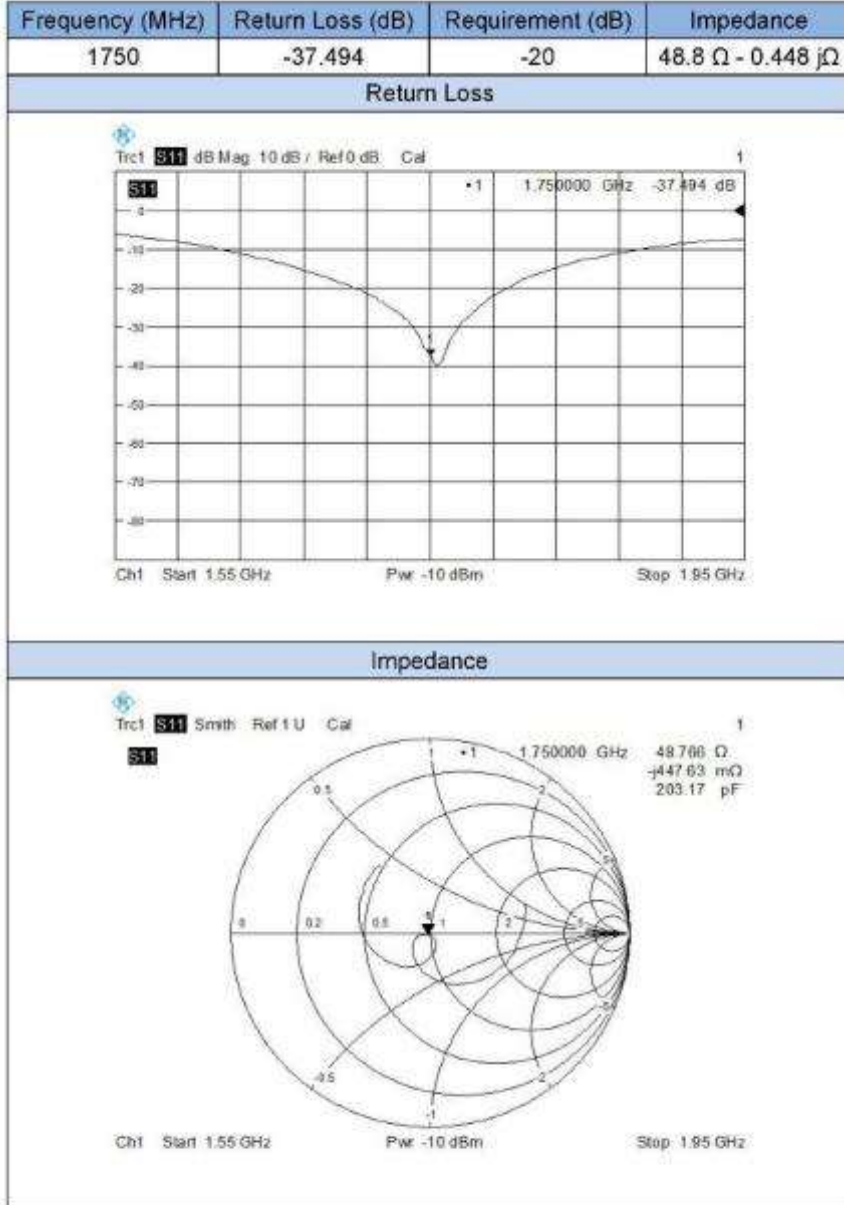 Frequency (MHz) Return Loss (dB) Requirement (dB) Impedance
1750 -37.494 -20 48.8 Ω - 0.448 jΩ
Return Loss
Trc1 S11 dB Mag 10 dB / Ref 0 dB Cal 1
S11 •1 1.750000 GHz -37.494 dB
0
-10
-20
-30
-40
-50
-60
-70
-80
Ch1 Start 1.55 GHz Pwr -10 dBm Stop 1.95 GHz
Impedance
Trc1 S11 Smith Ref 1 U Cal 1
S11 •1 1.750000 GHz 48.766 Ω
-j447.63 mΩ
203.17 pF
1
0.5 2
5
0 0.2 0.5 1 2 5
-5
-0.5 -2
-1
Ch1 Start 1.55 GHz Pwr -10 dBm Stop 1.95 GHz